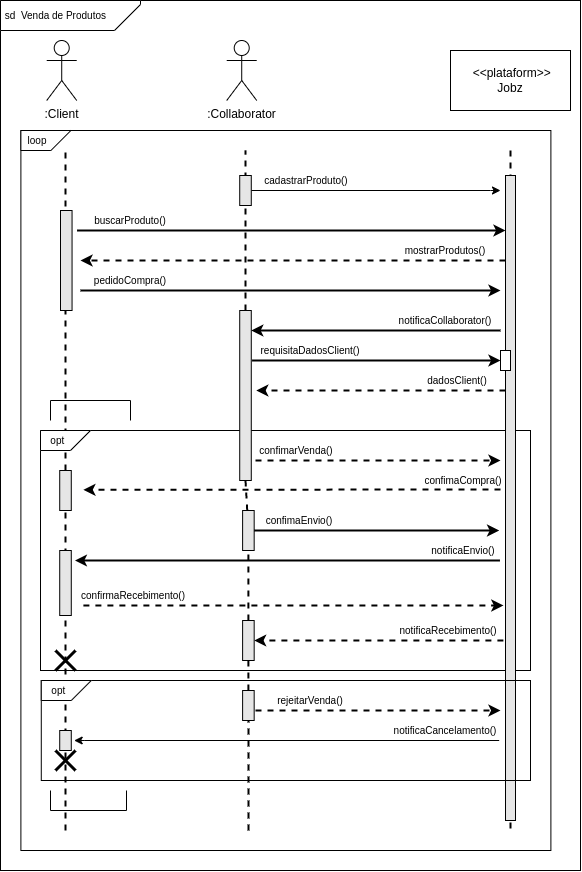 sd Venda de Produtos
:Client
:Collaborator
<<plataform>>
Jobz
loop
cadastrarProduto()
buscarProduto()
mostrarProdutos()
pedidoCompra()
notificaCollaborator()
requisitaDadosClient()
dadosClient()
opt
confimarVenda()
confimaCompra()
confimaEnvio()
notificaEnvio()
confirmaRecebimento()
notificaRecebimento()
opt
rejeitarVenda()
notificaCancelamento()